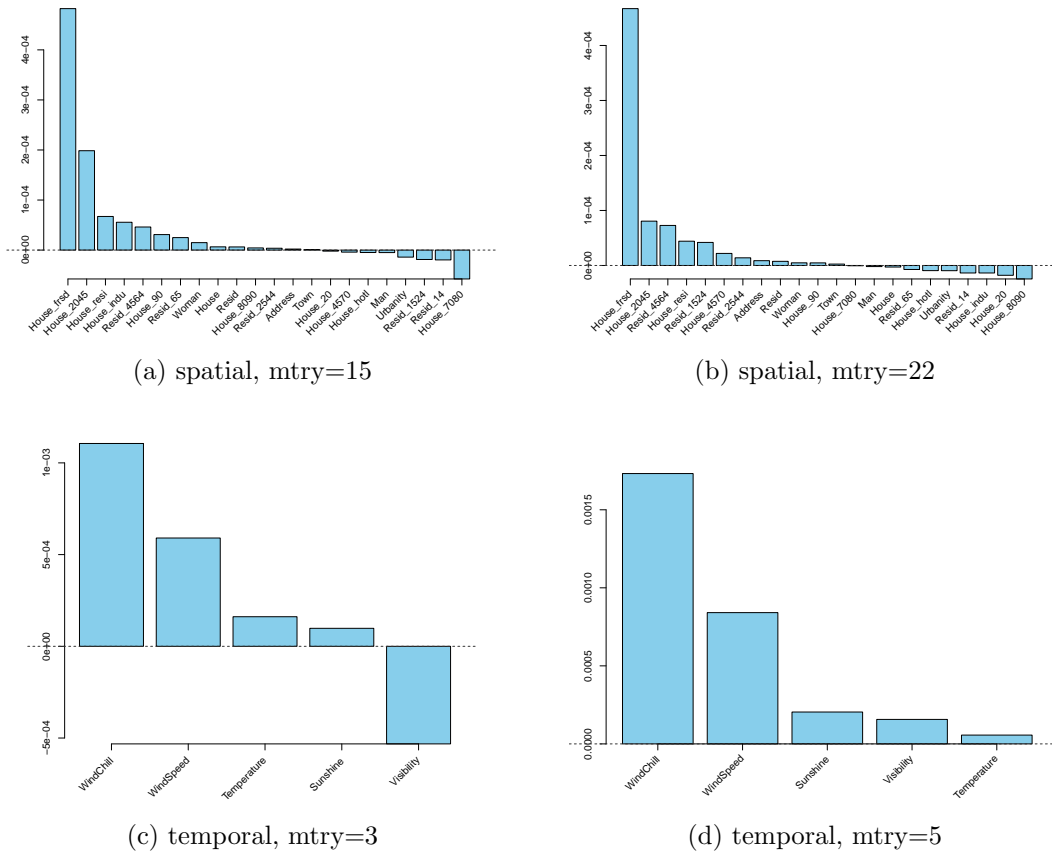 4e-04
3e-04
2e-04
1e-04
0e+00
House_frsd
House_2045
House_resi
House_indu
Resid_4564
House_90
Resid_65
Woman
House
Resid
House_8090
Resid_2544
Address
Town
House_20
House_4570
House_hotl
Man
Urbanity
Resid_1524
Resid_14
House_7080
(a) spatial, mtry=15
4e-04
3e-04
2e-04
1e-04
0e+00
House_frsd
House_2045
Resid_4564
House_resi
Resid_1524
House_4570
Resid_2544
Address
Resid
Woman
House_90
Town
House_7080
Man
House
Resid_65
House_hotl
Urbanity
Resid_14
House_indu
House_20
House_8090
(b) spatial, mtry=22
1e-03
5e-04
0e+00
−5e-04
WindChill
WindSpeed
Temperature
Sunshine
Visibility
(c) temporal, mtry=3
0.0015
0.0010
0.0005
0.0000
WindChill
WindSpeed
Sunshine
Visibility
Temperature
(d) temporal, mtry=5